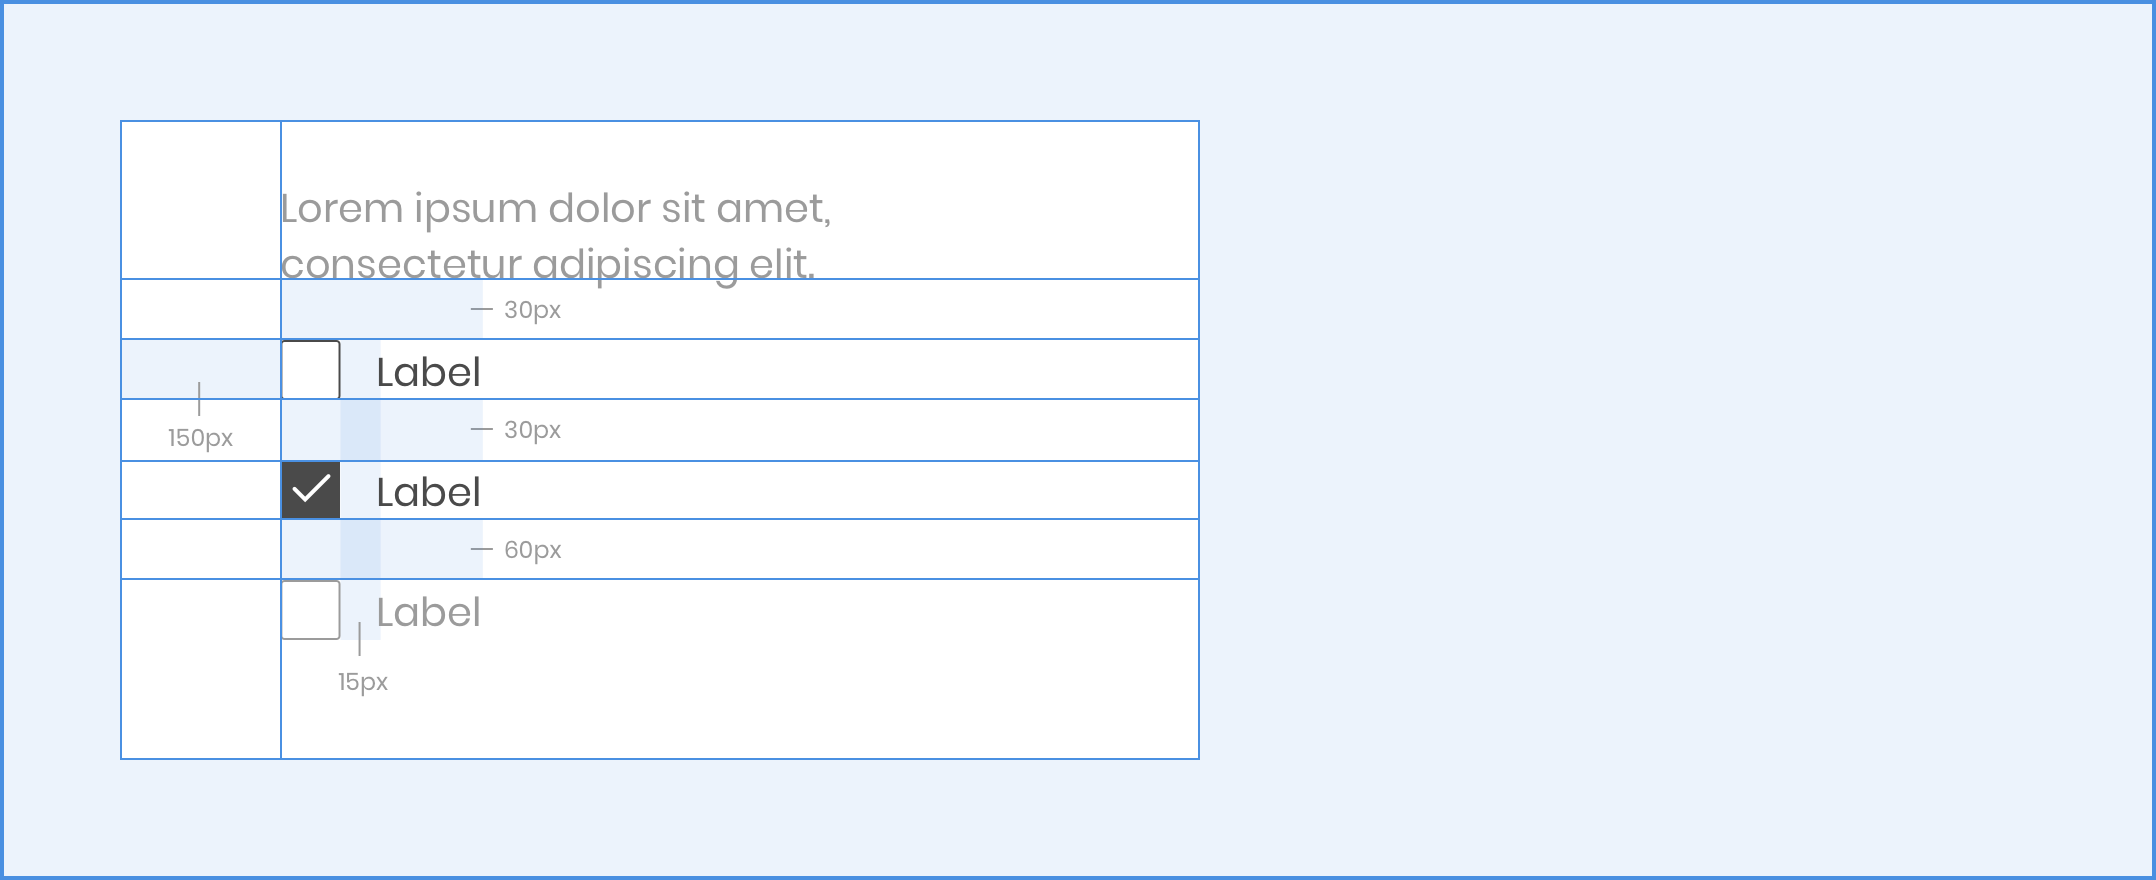 Lorem ipsum dolor sit amet,
consectetur adipiscing elit.
30px
Label
30px
150px
Label
60px
Label
15px